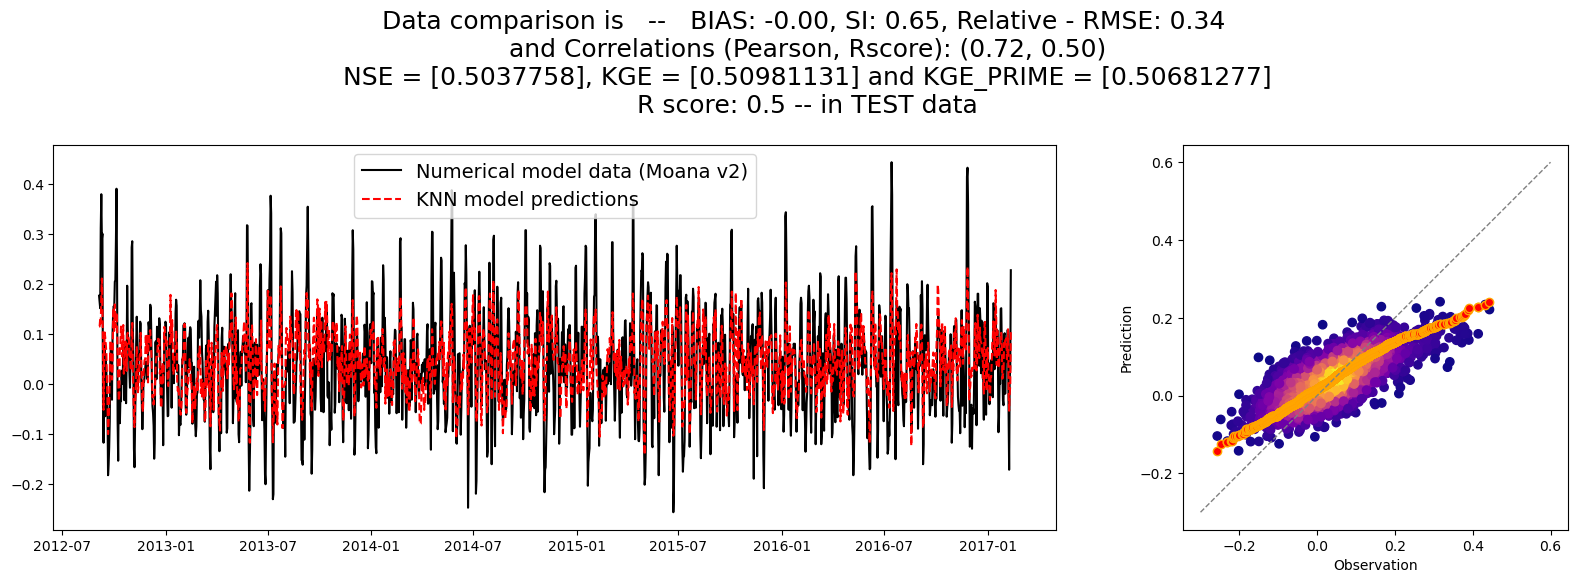 Data comparison is   --   BIAS: -0.00, SI: 0.65, Relative - RMSE: 0.34
and Correlations (Pearson, Rscore): (0.72, 0.50)
NSE = [0.5037758], KGE = [0.50981131] and KGE_PRIME = [0.50681277]
R score: 0.5 -- in TEST data
Numerical model data (Moana v2)
KNN model predictions
0.4
0.3
0.2
0.1
0.0
−0.1
−0.2
2012-07 2013-01 2013-07 2014-01 2014-07 2015-01 2015-07 2016-01 2016-07 2017-01
Prediction
0.6
0.4
0.2
0.0
−0.2
−0.2 0.0 0.2 0.4 0.6
Observation